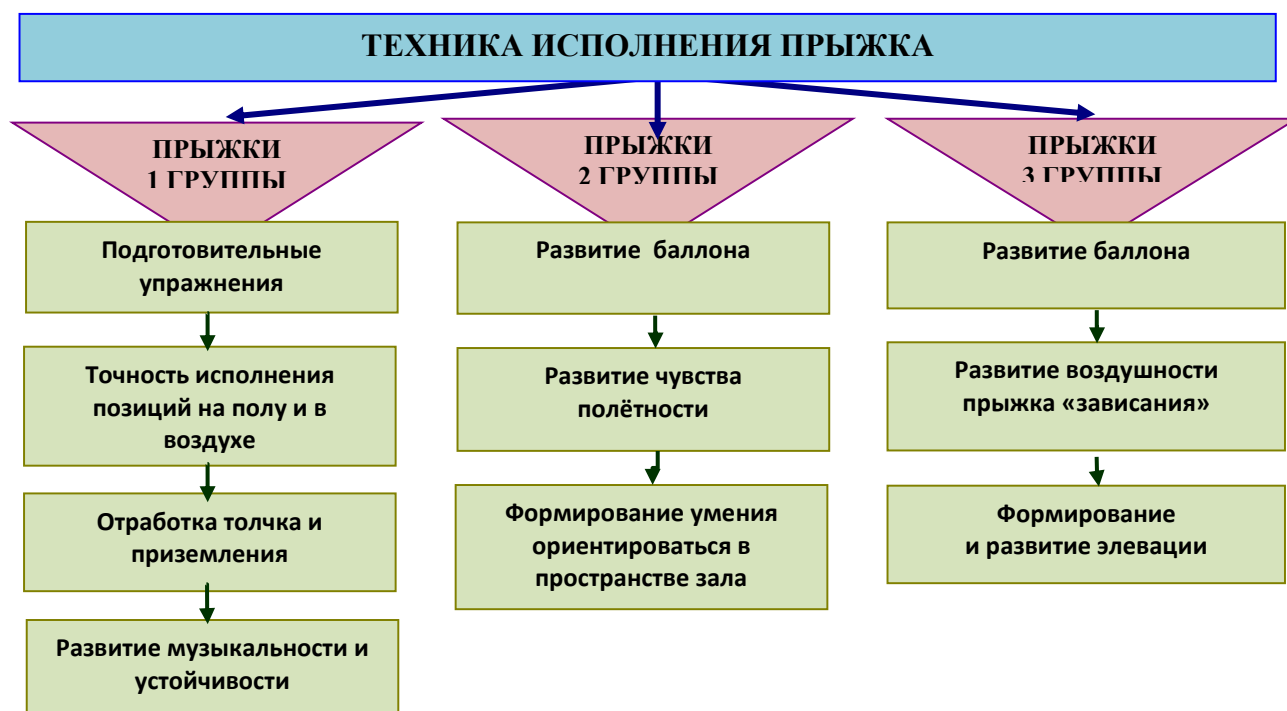 ТЕХНИКА ИСПОЛНЕНИЯ ПРЫЖКА
ПРЫЖКИ
1 ГРУППЫ
Подготовительные
упражнения
Точность исполнения
позиций на полу и в
воздухе
Отработка толчка и
приземления
Развитие музыкальности и
устойчивости
ПРЫЖКИ
2 ГРУППЫ
Развитие баллона
Развитие чувства
полётности
Формирование умения
ориентироваться в
пространстве зала
ПРЫЖКИ
3 ГРУППЫ
Развитие баллона
Развитие воздушности
прыжка «зависания»
Формирование
и развитие элевации